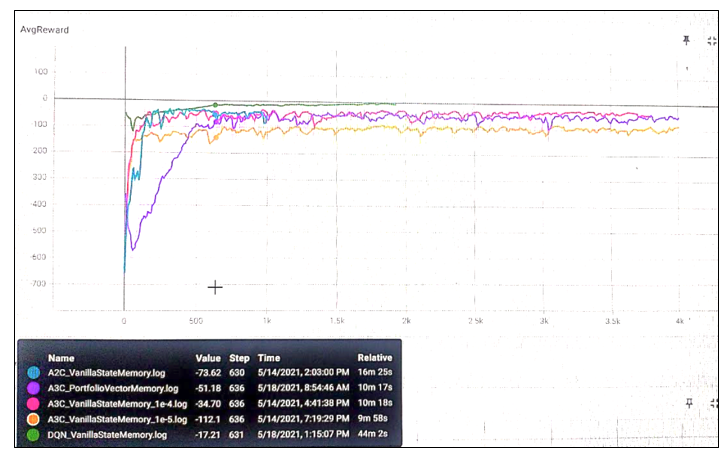 AvgReward
100
0
100
200
-300
-400
-500
-600
-700
0 500 1k 1.5k 2k 2.5k 3k 3.5k 4k
Name Value Step Time Relative
A2C_VanillaStateMemory.log -73.62 630 5/14/2021, 2:03:00 PM 16m 25s
A3C_PortfolioVectorMemory.log -51.18 636 5/18/2021, 8:54:46 AM 10m 17s
A3C_VanillaStateMemory_1e-4.log -34.70 636 5/14/2021, 4:41:38 PM 10m 18s
A3C_VanillaStateMemory_1e-5.log -112.1 636 5/14/2021, 7:19:29 PM 9m 58s
DQN_VanillaStateMemory.log -17.21 631 5/18/2021, 1:15:07 PM 44m 2s